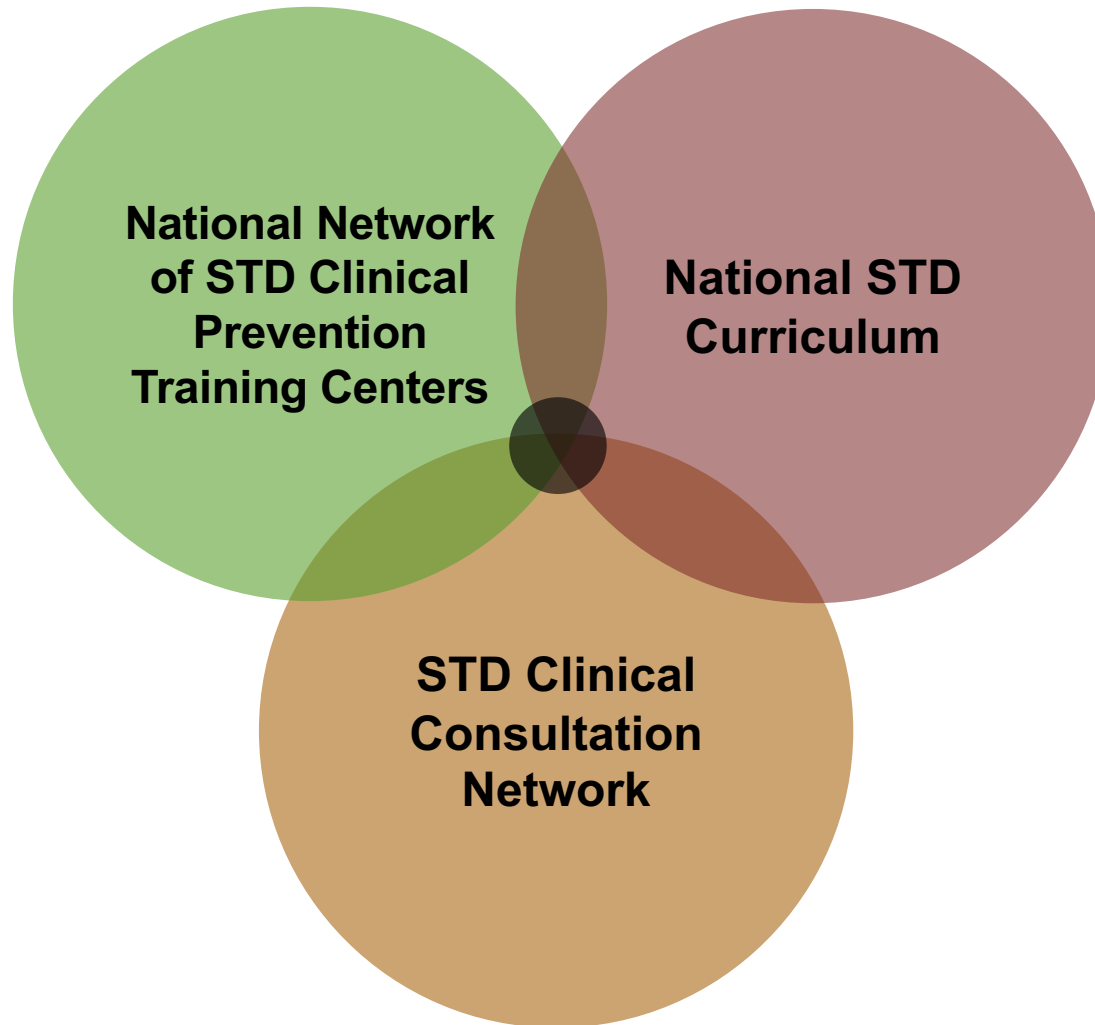 National Network
of STD Clinical
Prevention
Training Centers
National STD
Curriculum
STD Clinical
Consultation
Network